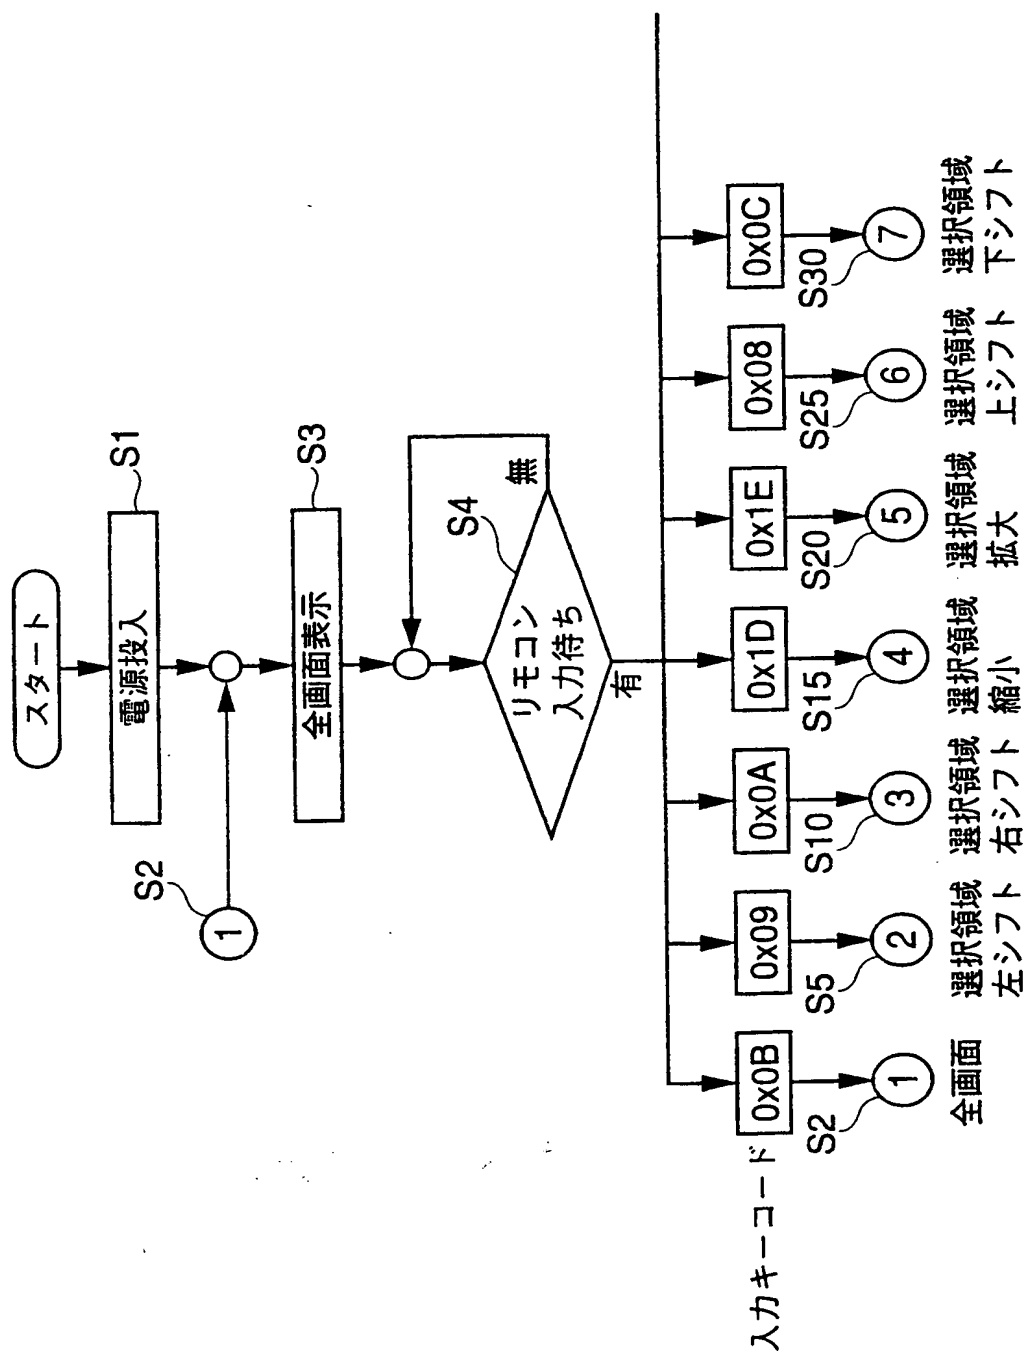 スタート
電源投入
S1
S2
1
全画面表示
S3
リモコン
入力待ち
S4
無
有
入力キーコード
0x0B
0x09
0x0A
0x1D
0x1E
0x08
0x0C
S2
S5
S10
S15
S20
S25
S30
1
2
3
4
5
6
7
全画面
選択領域
左シフト
選択領域
右シフト
選択領域
縮小
選択領域
拡大
選択領域
上シフト
選択領域
下シフト